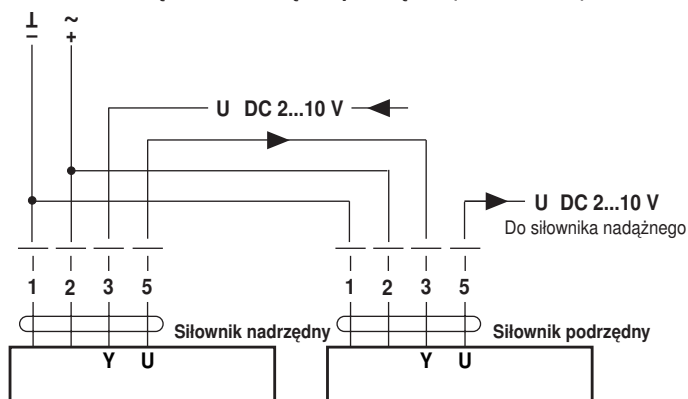 ⊥ ~
– +
U DC 2...10 V
U DC 2...10 V
Do siłownika nadążnego
1 2 3 5 1 2 3 5
Siłownik nadrzędny Siłownik podrzędny
Y U Y U